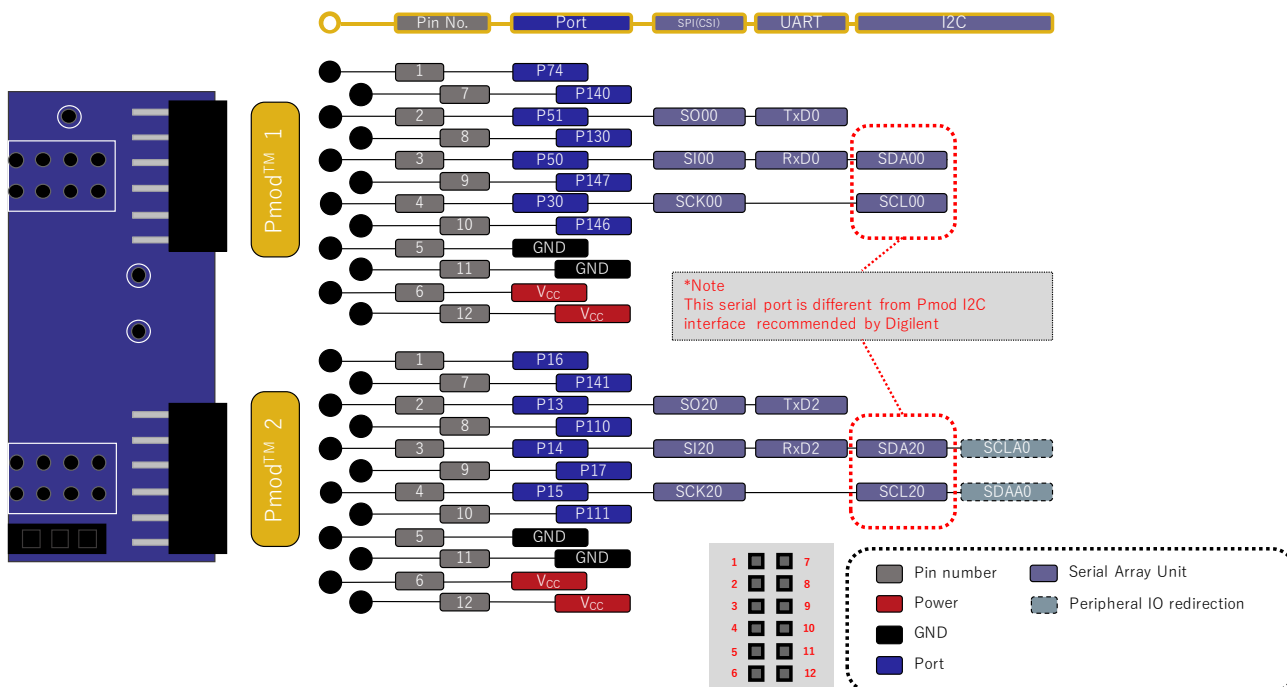 Pin No. Port SPI(CSI) UART I2C
Pmod™ 1
1 P74
7 P140
2 P51 SO00 TxD0
8 P130
3 P50 SI00 RxD0 SDA00
9 P147
4 P30 SCK00 SCL00
10 P146
5 GND
11 GND
6 VCC
12 VCC
*Note
This serial port is different from Pmod I2C
interface recommended by Digilent
Pmod™ 2
1 P16
7 P141
2 P13 SO20 TxD2
8 P110
3 P14 SI20 RxD2 SDA20 SCLA0
9 P17
4 P15 SCK20 SCL20 SDAA0
10 P111
5 GND
11 GND
6 VCC
12 VCC
1 7
2 8
3 9
4 10
5 11
6 12
Pin number Serial Array Unit
Power Peripheral IO redirection
GND
Port